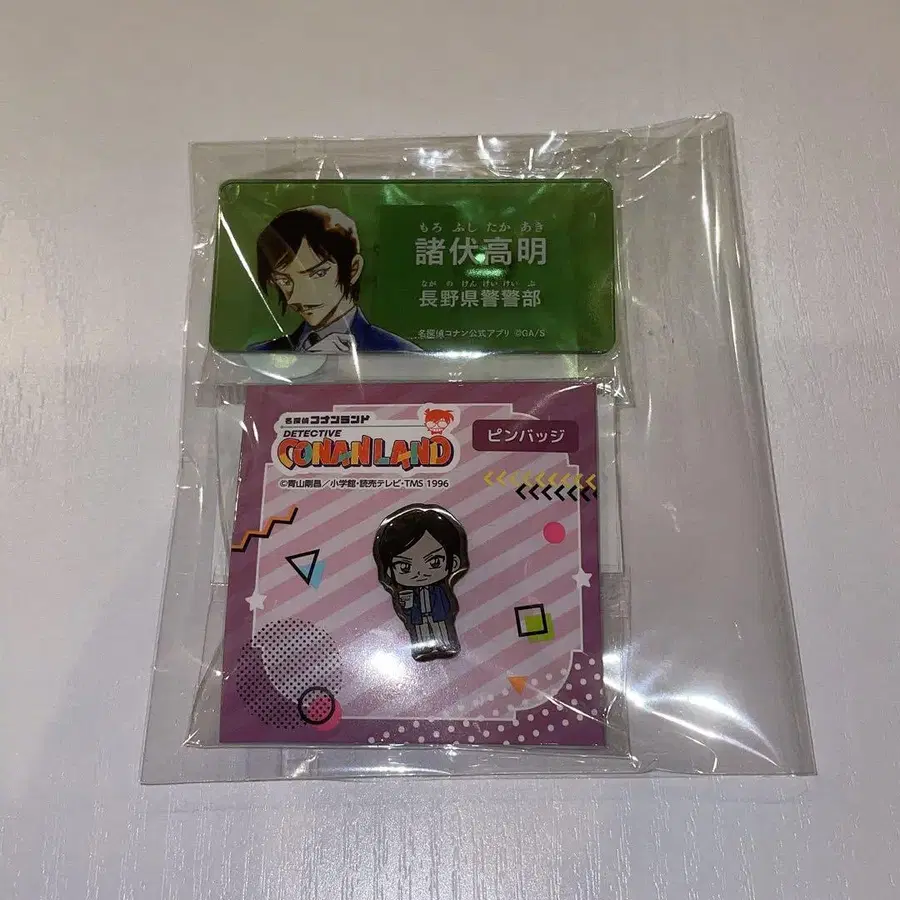 もろ ふし たか あき
諸伏高明
なが の けん けい けい ぶ
長野県警警部
名探偵コナン公式アプリ ©GA/S
名探偵コナンランド
DETECTIVE
CONAN LAND
ピンバッジ
©青山剛昌／小学館・読売テレビ・TMS 1996